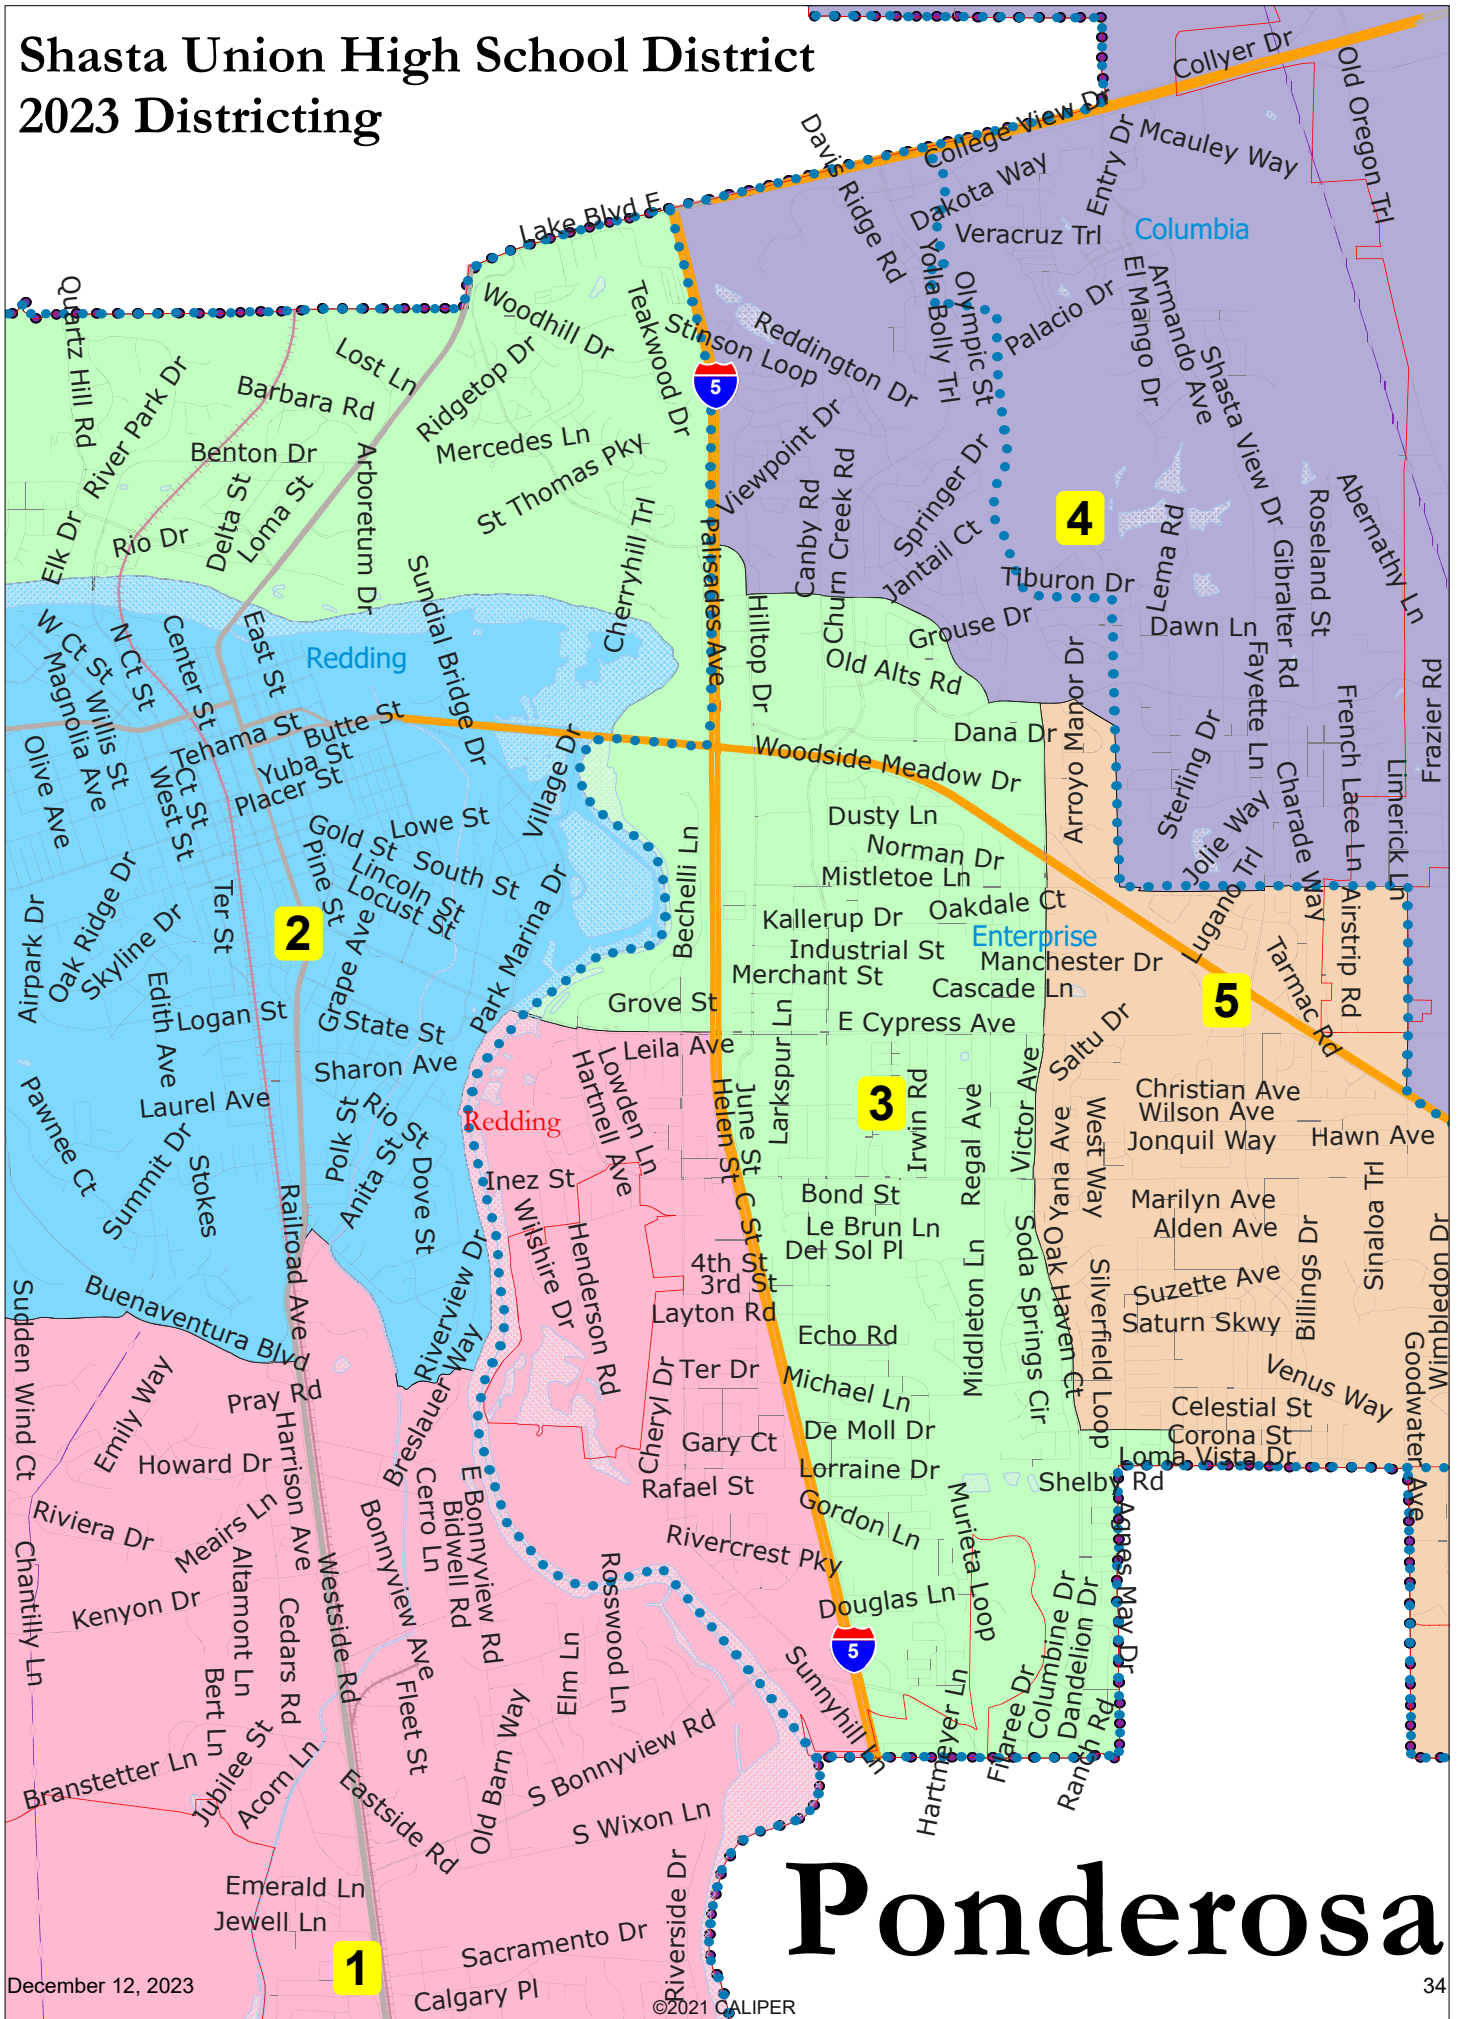 Shasta Union High School District
2023 Districting
Collyer Dr
Old Oregon Trl
College View Dr
Davis Ridge Rd
Entry Dr
Mcauley Way
Dakota Way
Lake Blvd E
Veracruz Trl
Columbia
Yolla Bolly Trl
Olympic St
Palacio Dr
El Mango Dr
Armando Ave
Quartz Hill Rd
Woodhill Dr
Teakwood Dr
Stinson Loop
Reddington Dr
Shasta View Dr
Lost Ln
Ridgetop Dr
5
River Park Dr
Barbara Rd
Viewpoint Dr
Benton Dr
Mercedes Ln
St Thomas Pky
Arboretum Dr
Canby Rd
Churn Creek Rd
Springer Dr
Jantail Ct
4
Lema Rd
Roseland St
Abernathy Ln
Gibralter Rd
Elk Dr
Rio Dr
Delta St
Loma St
Sundial Bridge Dr
Cherryhill Trl
Palisades Ave
Tiburon Dr
Hilltop Dr
Grouse Dr
Dawn Ln
Fayette Ln
W Ct St
N Ct St
Center St
East St
Redding
Old Alts Rd
Arroyo Manor Dr
French Lace Ln
Frazier Rd
Magnolia Ave
Willis St
Tehama St
Butte St
Yuba St
Placer St
Dana Dr
Woodside Meadow Dr
Sterling Dr
Olive Ave
West St
Ct St
Village Dr
Charade Way
Limerick Ln
Jolie Way
Lugano Trl
Gold St
Lowe St
South St
Lincoln St
Locust St
Pine St
Bechelli Ln
Dusty Ln
Norman Dr
Mistletoe Ln
Kallerup Dr
Oakdale Ct
Enterprise
Industrial St
Manchester Dr
Merchant St
Cascade Ln
Airstrip Rd
Tarmac Rd
5
Airpark Dr
Oak Ridge Dr
Skyline Dr
Ter St
2
Grape Ave
Park Marina Dr
Edith Ave
Logan St
State St
Grove St
Larkspur Ln
E Cypress Ave
Saltu Dr
Leila Ave
Sharon Ave
Hartnell Ave
Lowden Ln
Helen St
June St
3
Irwin Rd
Regal Ave
Victor Ave
Christian Ave
Wilson Ave
Jonquil Way
Hawn Ave
Yana Ave
West Way
Pawnee Ct
Laurel Ave
Polk St
Rio St
Redding
Summit Dr
Stokes
Anita St
Dove St
Inez St
Bond St
Marilyn Ave
Alden Ave
Sinaloa Trl
Railroad Ave
Wilshire Dr
Henderson Rd
C St
Le Brun Ln
Del Sol Pl
Middleton Ln
Soda Springs Cir
Oak Haven Ct
Silverfield Loop
Suzette Ave
Billings Dr
Saturn Skwy
Wimbledon Dr
Sudden Wind Ct
Buenaventura Blvd
Riverview Dr
4th St
3rd St
Layton Rd
Echo Rd
Ter Dr
Michael Ln
Venus Way
Goodwater Ave
Emily Way
Pray Rd
Breslauer Way
Cheryl Dr
Gary Ct
De Moll Dr
Celestial St
Corona St
Loma Vista Dr
Howard Dr
Harrison Ave
Rafael St
Lorraine Dr
Shelby Rd
Riviera Dr
Meairs Ln
Bonnyview Ave
Cerro Ln
Bidwell Rd
E Bonnyview Rd
Gordon Ln
Murieta Loop
Agnes May Dr
Chantilly Ln
Altamont Ln
Westside Rd
Rosswood Ln
Rivercrest Pky
Kenyon Dr
Cedars Rd
Douglas Ln
Columbine Dr
Dandelion Dr
Bert Ln
Fleet St
Elm Ln
5
Sunnyhill Ln
Hartmeyer Ln
Filaree Dr
Ranch Rd
Branstetter Ln
Jubilee St
Acorn Ln
Eastside Rd
Old Barn Way
S Bonnyview Rd
S Wixon Ln
Riverside Dr
Emerald Ln
Jewell Ln
Sacramento Dr
1
Calgary Pl
Ponderosa
December 12, 2023
©2021 CALIPER
34